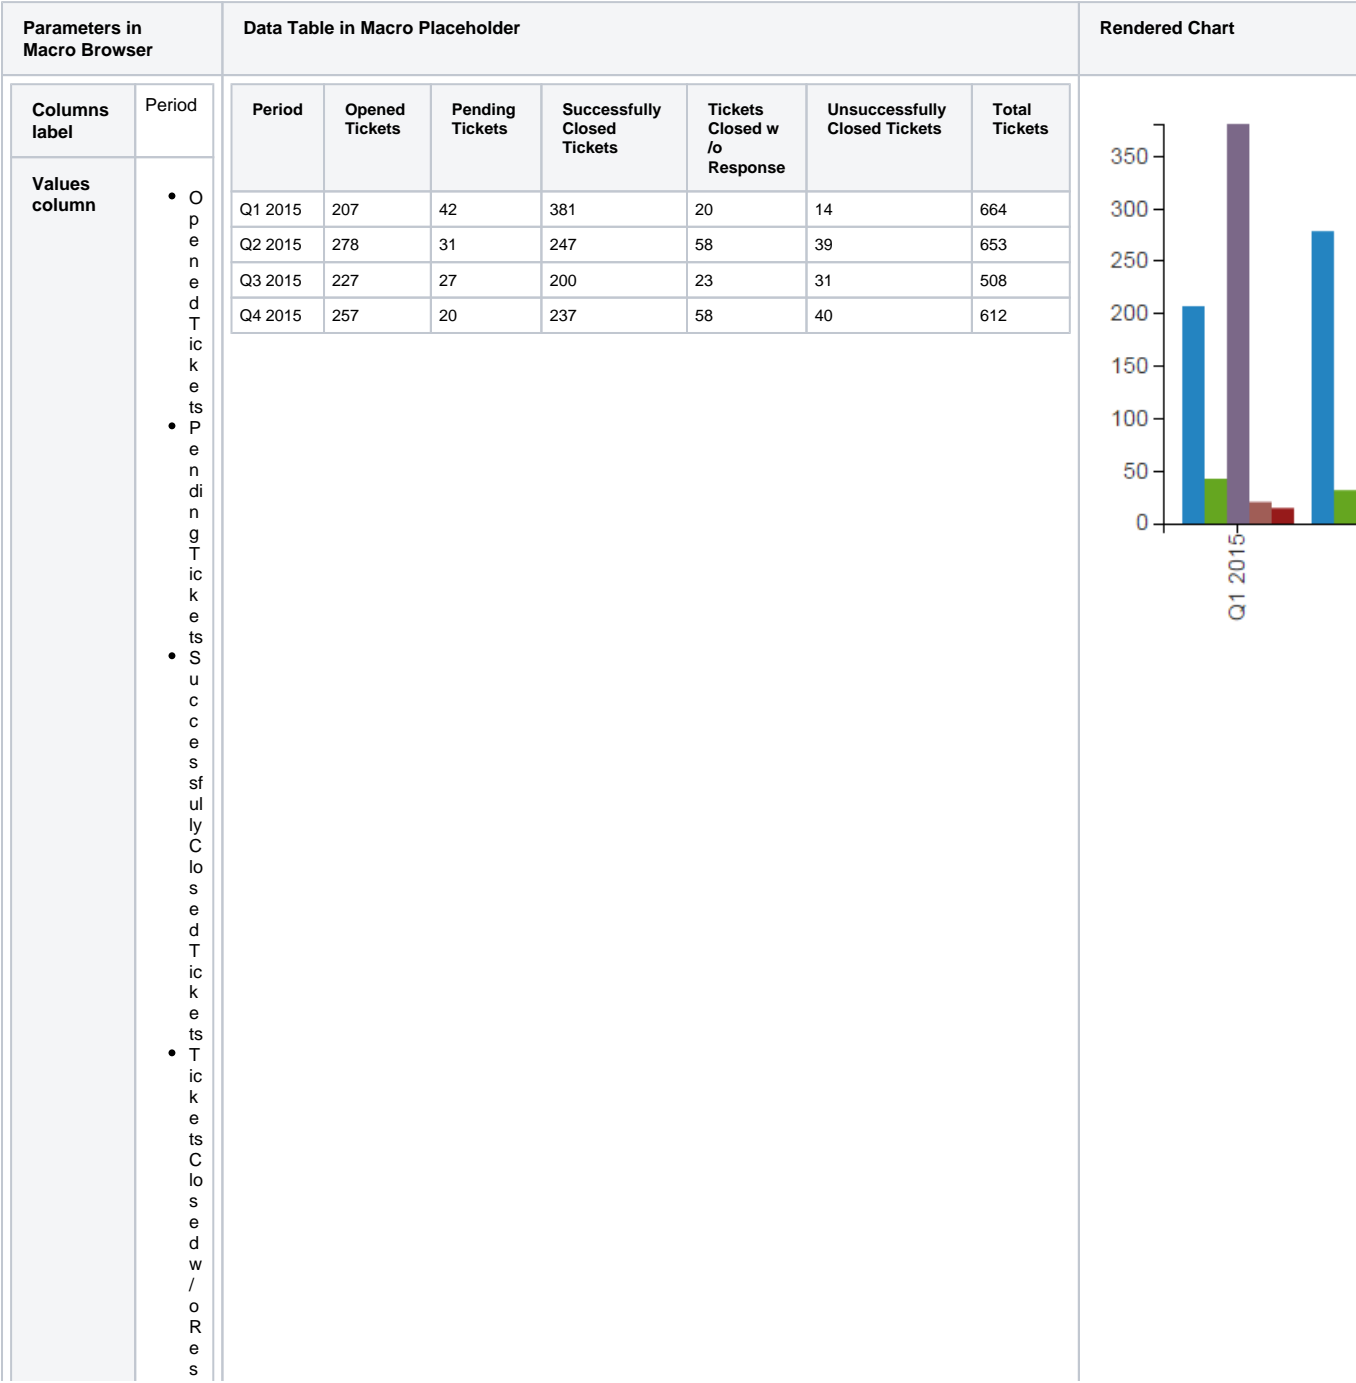 Parameters in
Macro Browser
Data Table in Macro Placeholder
Rendered Chart
Columns
label
Period
Values
column
O
p
e
n
e
d
T
ic
k
e
ts
P
e
n
di
n
g
T
ic
k
e
ts
S
u
c
c
e
s
sf
ul
ly
C
lo
s
e
d
T
ic
k
e
ts
T
ic
k
e
ts
C
lo
s
e
d
w
/
o
R
e
s
Period
Opened
Tickets
Pending
Tickets
Successfully
Closed
Tickets
Tickets
Closed w
/o
Response
Unsuccessfully
Closed Tickets
Total
Tickets
Q1 2015 207 42 381 20 14 664
Q2 2015 278 31 247 58 39 653
Q3 2015 227 27 200 23 31 508
Q4 2015 257 20 237 58 40 612
350
300
250
200
150
100
50
0
Q1 2015